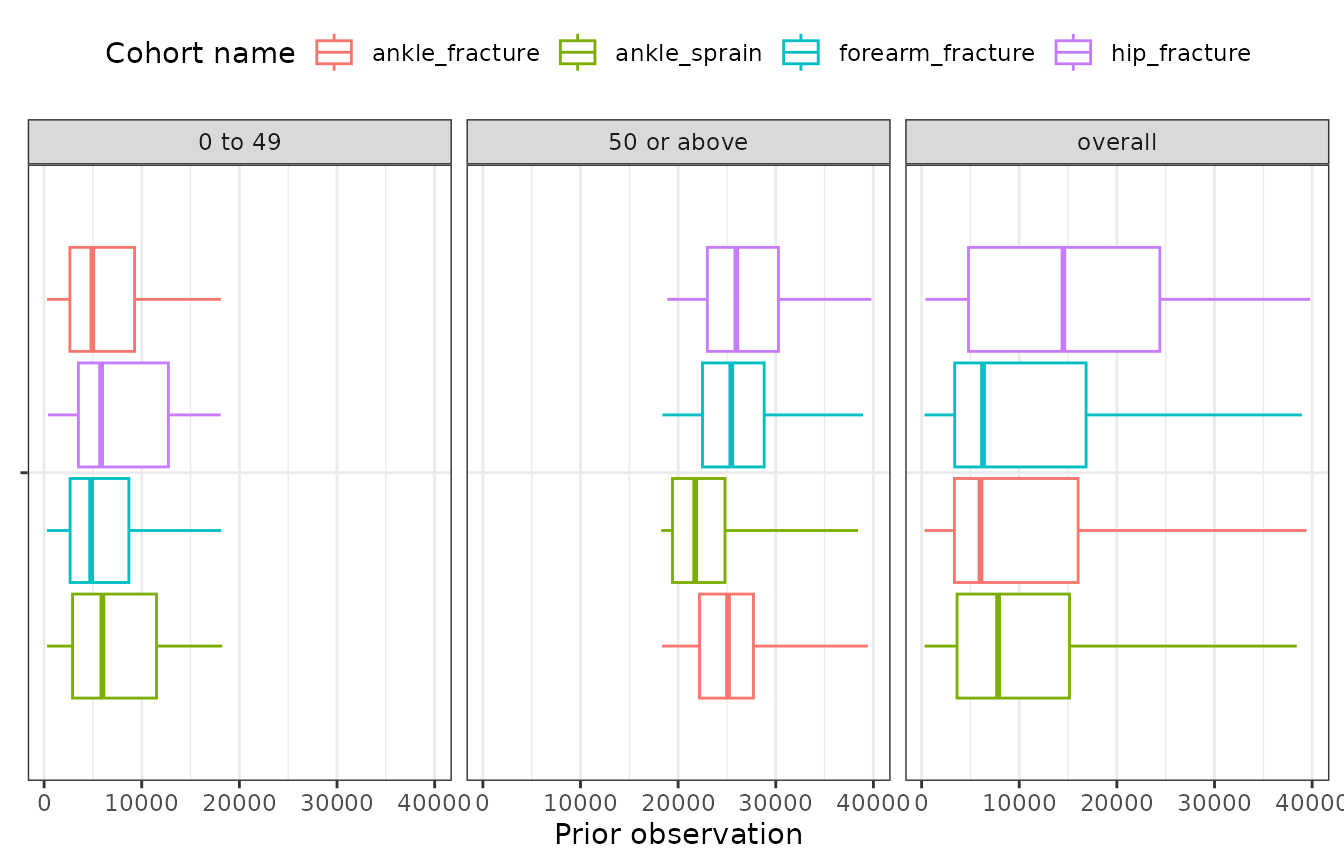 Cohort name ankle_fracture ankle_sprain forearm_fracture hip_fracture
0 to 49 50 or above overall
0 10000 20000 30000 40000 0 10000 20000 30000 40000 0 10000 20000 30000 40000
Prior observation